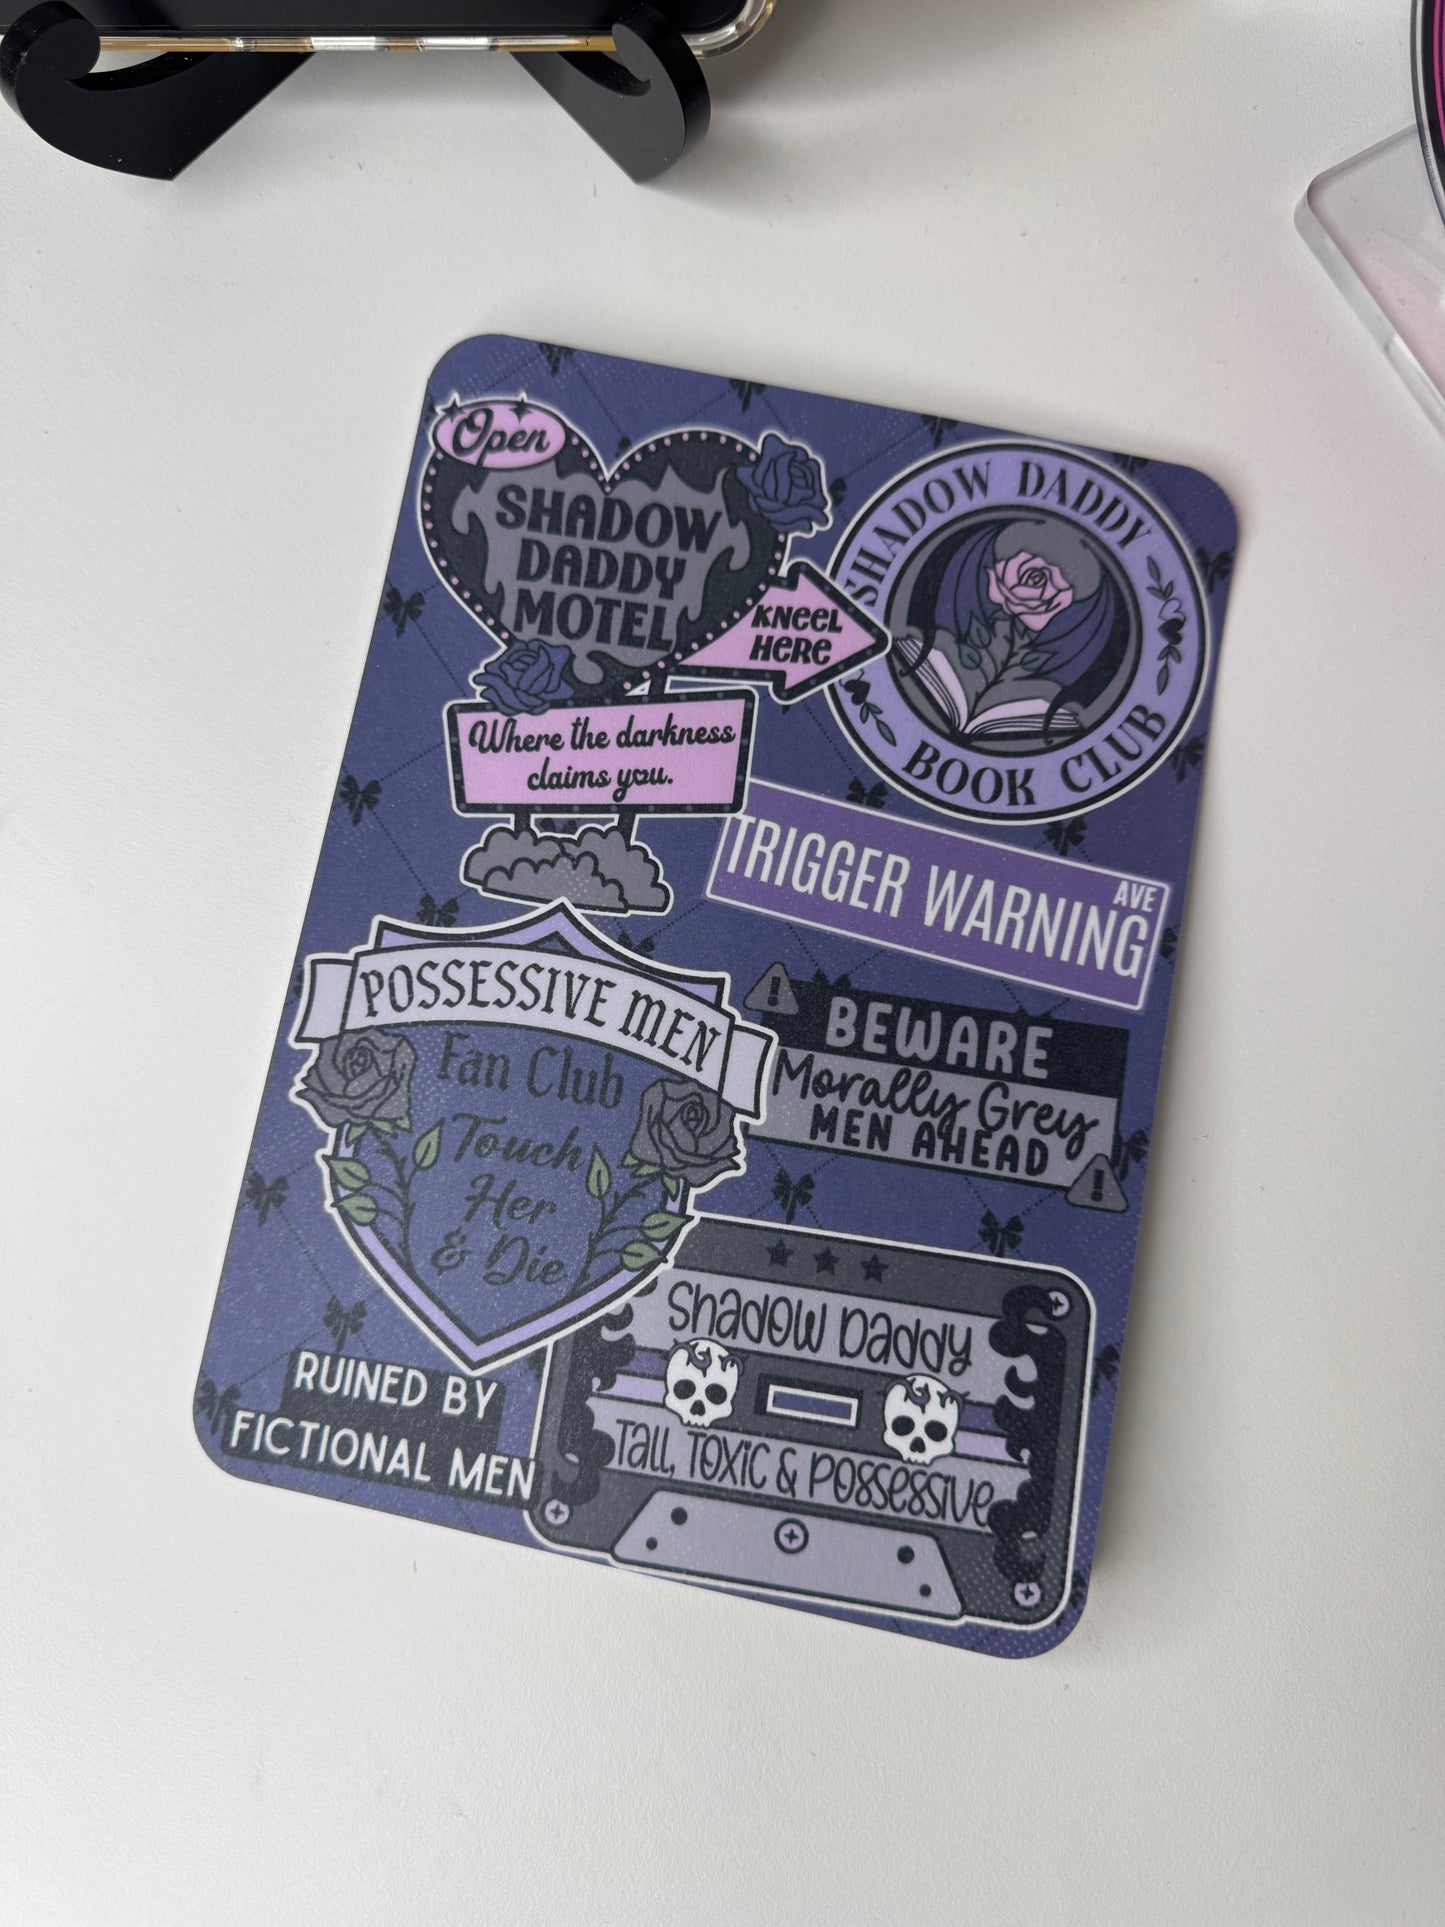 Open
SHADOW
DADDY
MOTEL
KNEEL
HERE
Where the darkness
claims you.
SHADOW DADDY
BOOK CLUB
TRIGGER WARNING AVE
POSSESSIVE MEN
Fan Club
Touch
Her
& Die
BEWARE
Morally Grey
MEN AHEAD
RUINED BY
FICTIONAL MEN
Shadow Daddy
Tall, Toxic & Possessive